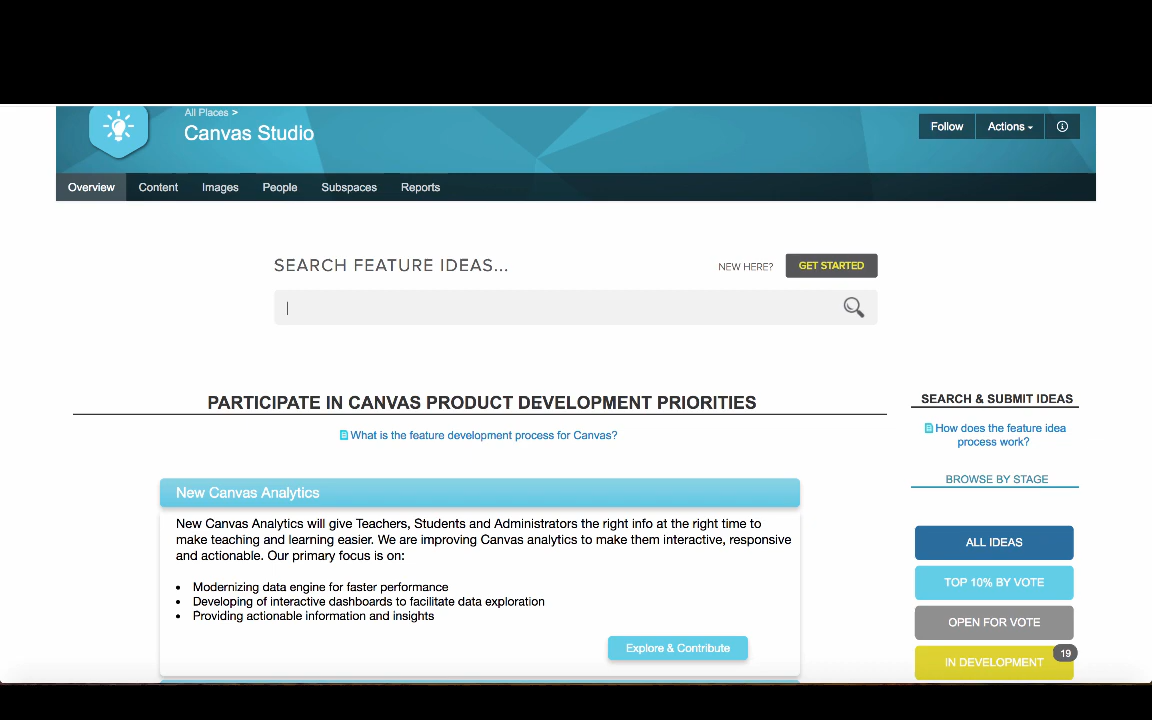 All Places >
Canvas Studio
Follow
Actions
Overview
Content
Images
People
Subspaces
Reports
SEARCH FEATURE IDEAS...
NEW HERE?
GET STARTED
PARTICIPATE IN CANVAS PRODUCT DEVELOPMENT PRIORITIES
What is the feature development process for Canvas?
New Canvas Analytics
New Canvas Analytics will give Teachers, Students and Administrators the right info at the right time to
make teaching and learning easier. We are improving Canvas analytics to make them interactive, responsive
and actionable. Our primary focus is on:
• Modernizing data engine for faster performance
• Developing of interactive dashboards to facilitate data exploration
• Providing actionable information and insights
Explore & Contribute
SEARCH & SUBMIT IDEAS
How does the feature idea
process work?
BROWSE BY STAGE
ALL IDEAS
TOP 10% BY VOTE
OPEN FOR VOTE
19
IN DEVELOPMENT